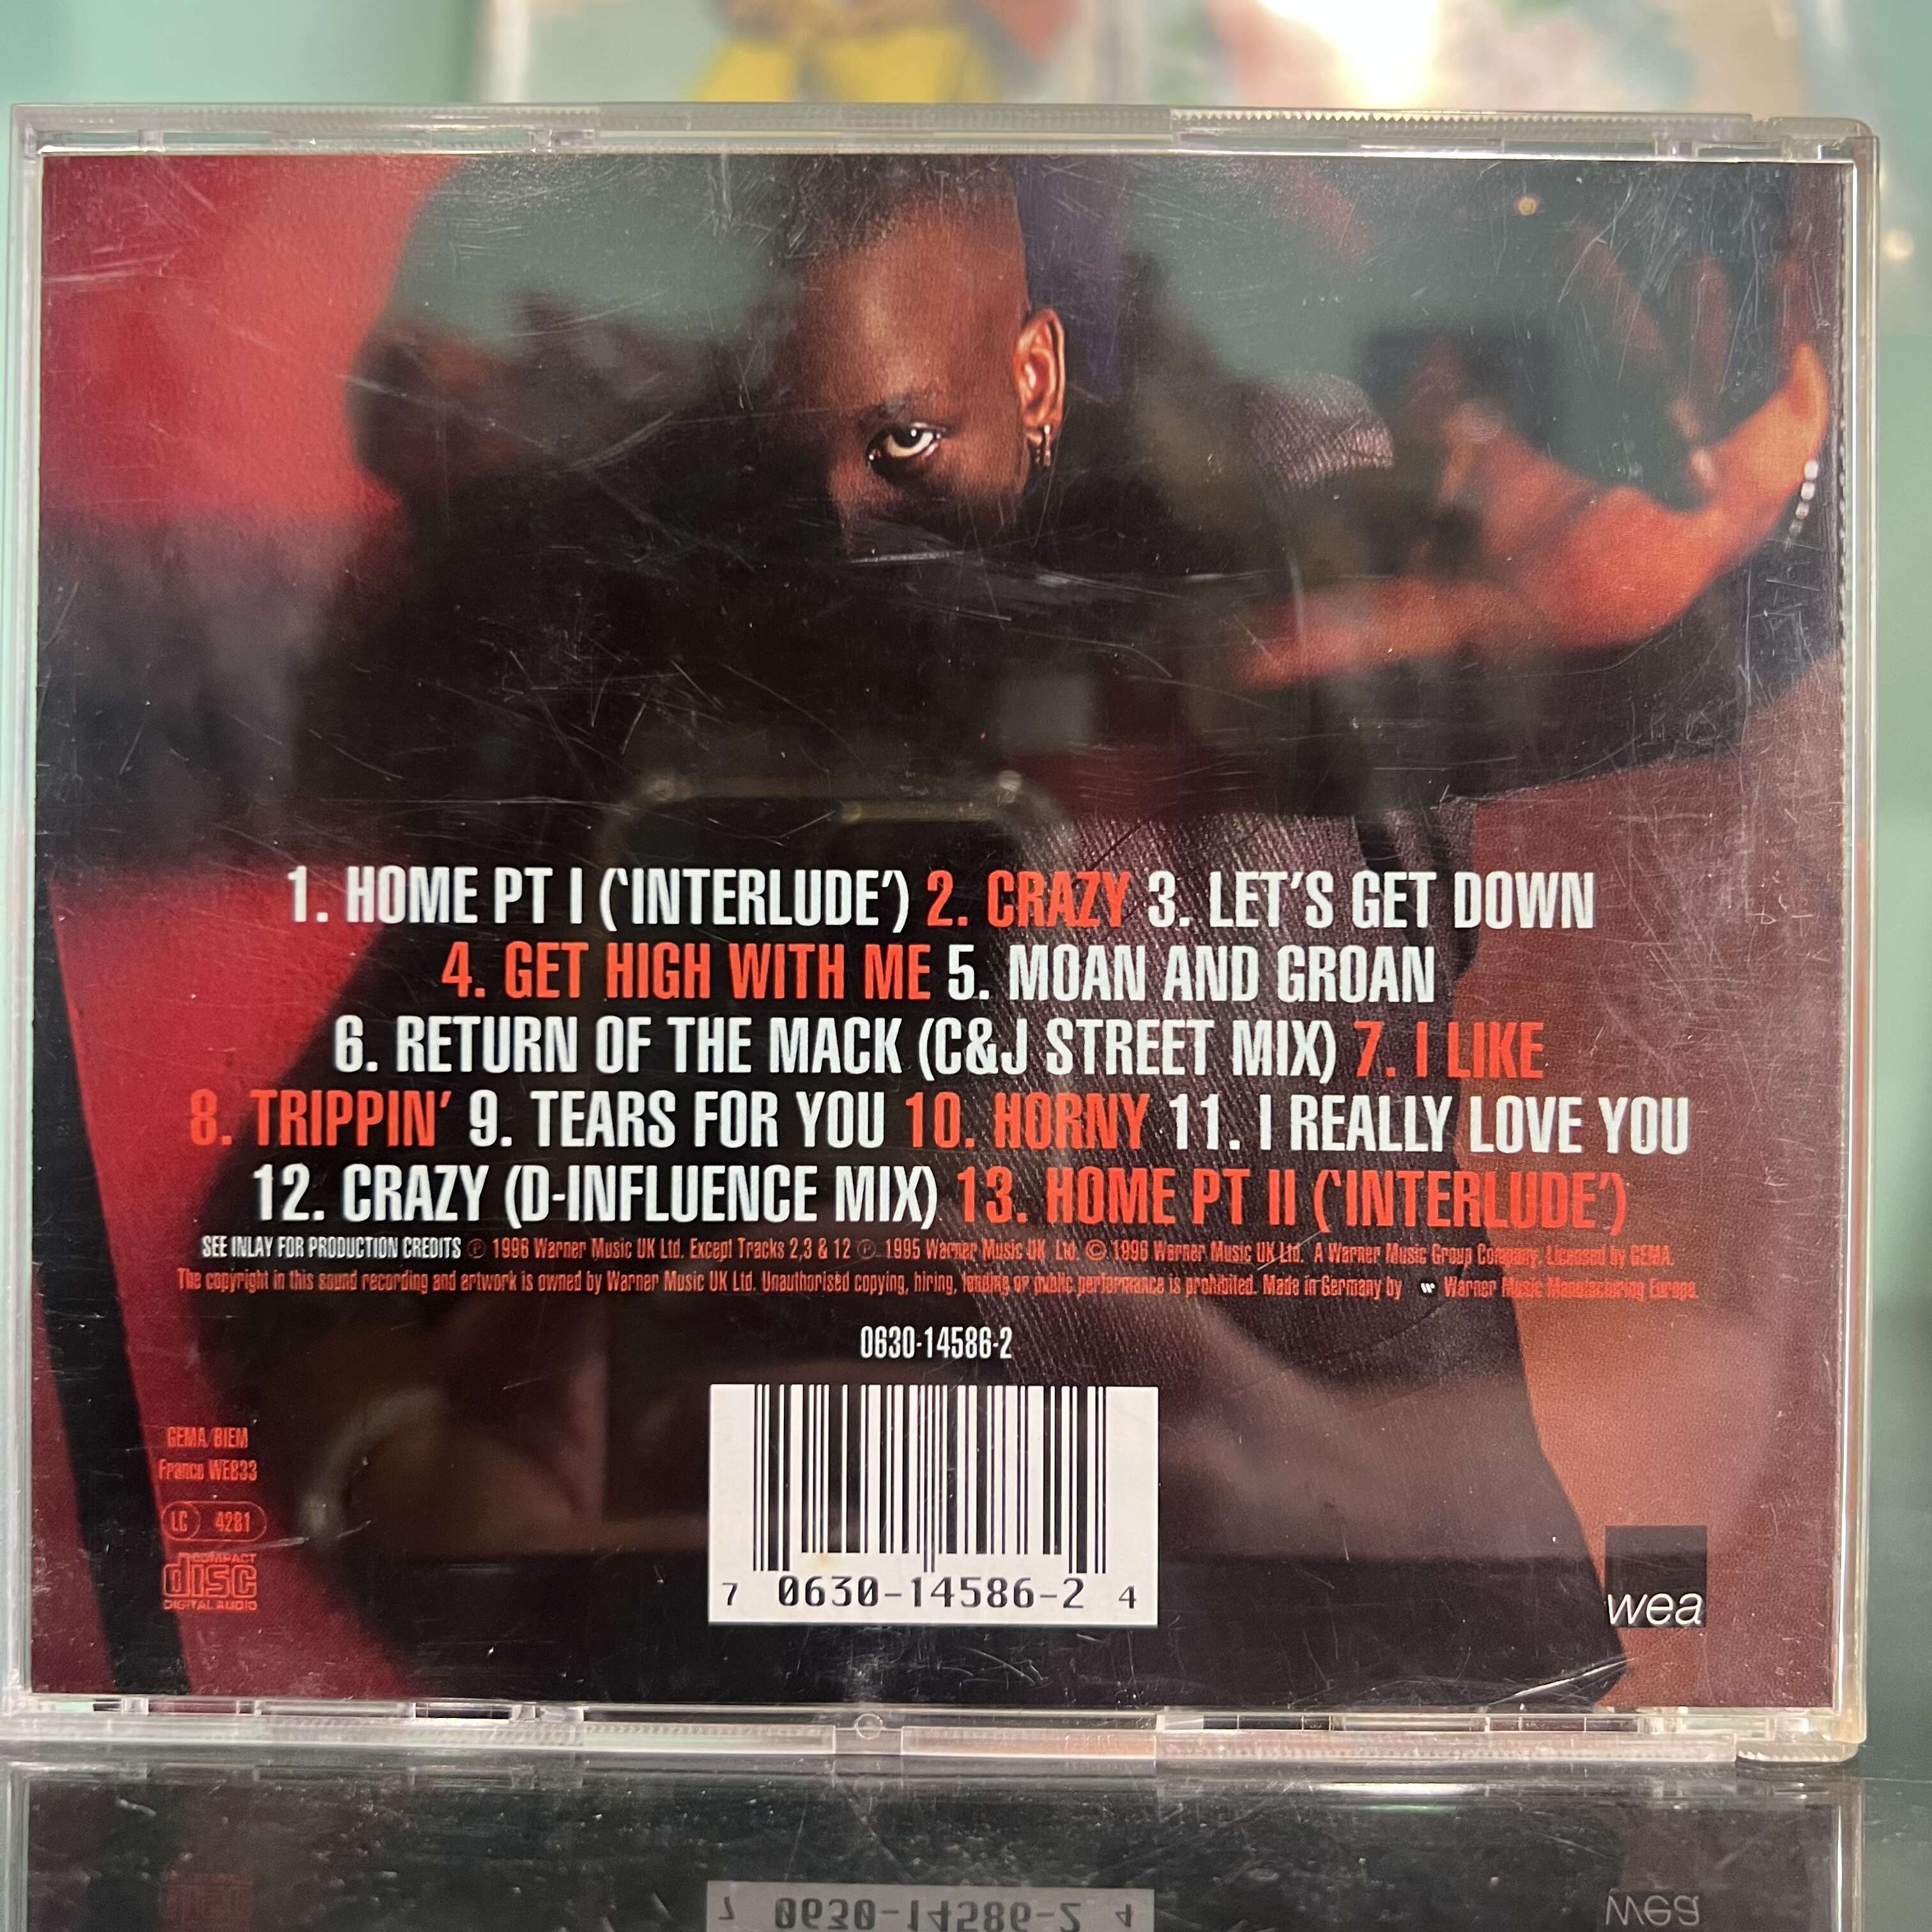 1. HOME PT I (‘INTERLUDE’) 2. CRAZY 3. LET’S GET DOWN
4. GET HIGH WITH ME 5. MOAN AND GROAN
6. RETURN OF THE MACK (C&J STREET MIX) 7. I LIKE
8. TRIPPIN’ 9. TEARS FOR YOU 10. HORNY 11. I REALLY LOVE YOU
12. CRAZY (D-INFLUENCE MIX) 13. HOME PT II (‘INTERLUDE’)
SEE INLAY FOR PRODUCTION CREDITS ℗ 1996 Warner Music UK Ltd. Except Tracks 2,3 & 12 ℗ 1995 Warner Music UK Ltd. © 1996 Warner Music UK Ltd. A Warner Music Group Company. Licensed by GEMA.
The copyright in this sound recording and artwork is owned by Warner Music UK Ltd. Unauthorised copying, hiring, lending or public performance is prohibited. Made in Germany by w Warner Music Manufacturing Europe.
0630-14586-2
GEMA/BIEM
France WE833
LC 4281
COMPACT
disc
DIGITAL AUDIO
7 0630-14586-2 4
wea